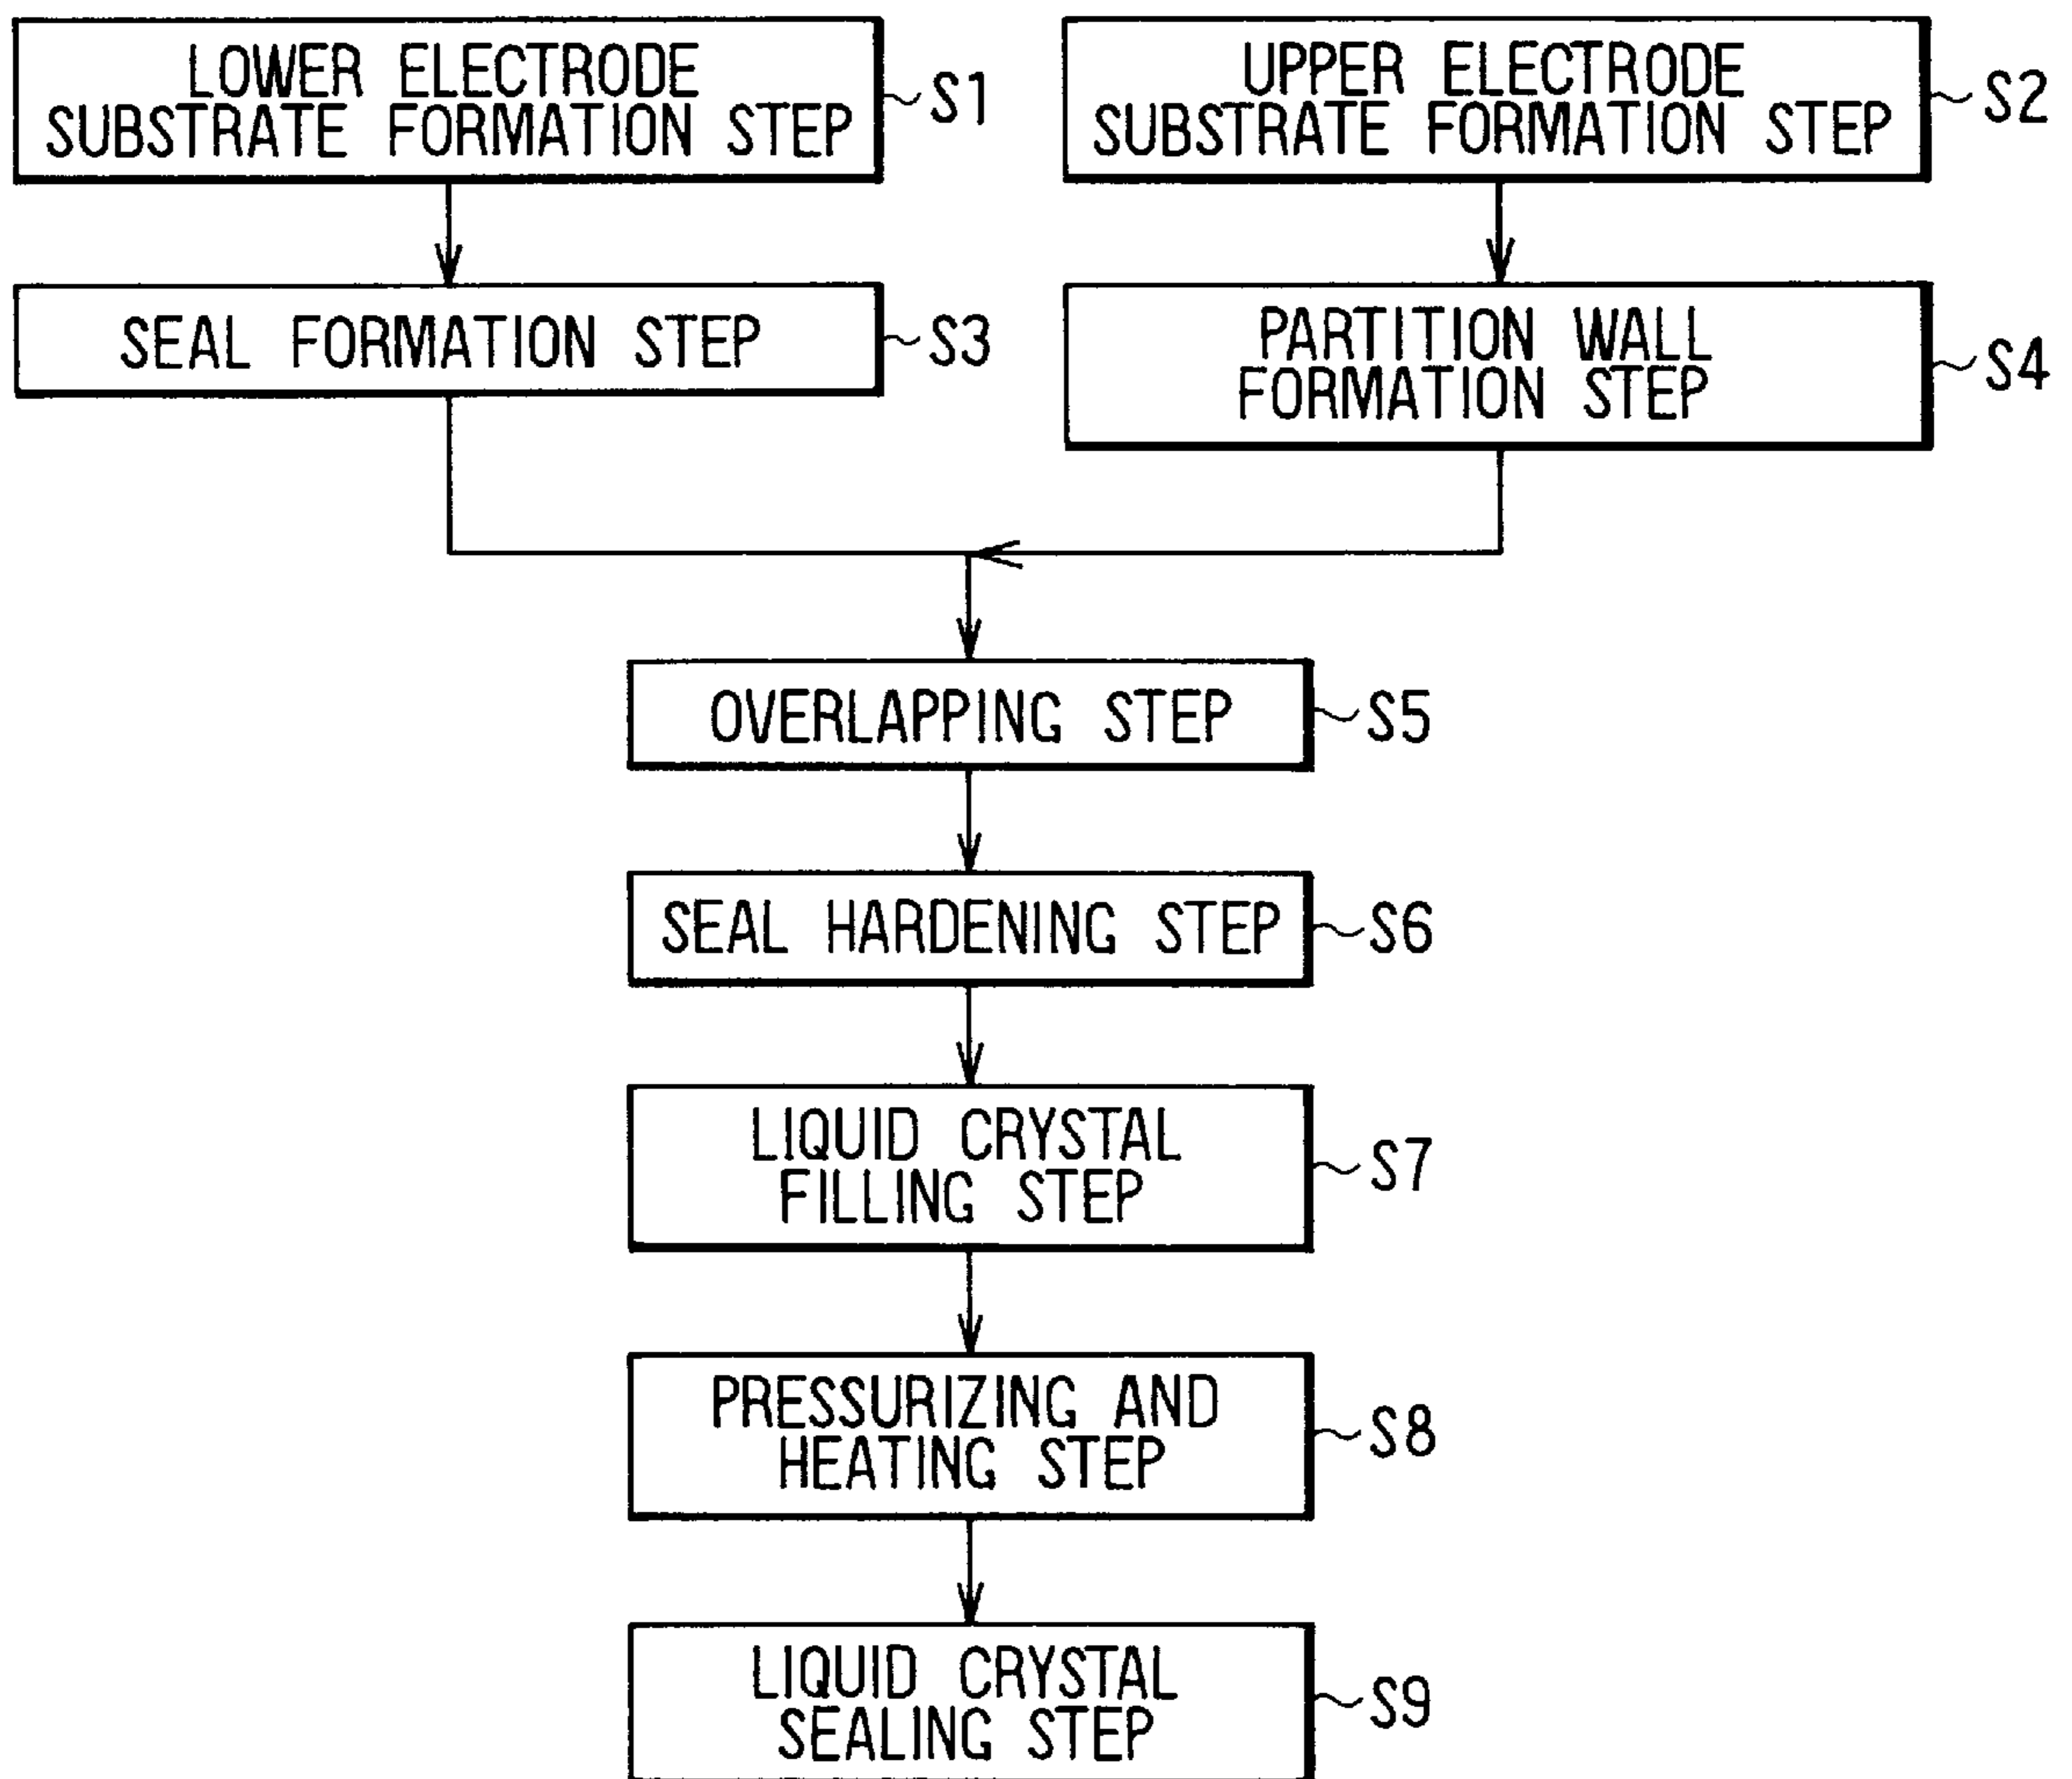 LOWER ELECTRODE
SUBSTRATE FORMATION STEP
S1
UPPER ELECTRODE
SUBSTRATE FORMATION STEP
S2
SEAL FORMATION STEP
S3
PARTITION WALL
FORMATION STEP
S4
OVERLAPPING STEP
S5
SEAL HARDENING STEP
S6
LIQUID CRYSTAL
FILLING STEP
S7
PRESSURIZING AND
HEATING STEP
S8
LIQUID CRYSTAL
SEALING STEP
S9